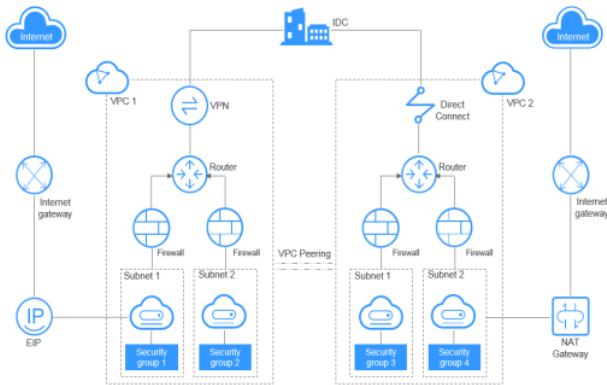 IDC
Internet
Internet
VPC 1
VPN
Direct
Connect
VPC 2
Router
Router
Internet
gateway
Internet
gateway
Firewall
Firewall
Firewall
Firewall
VPC Peering
Subnet 1
Subnet 2
Subnet 1
Subnet 2
IP
EIP
NAT
Gateway
Security
group 1
Security
group 2
Security
group 3
Security
group 4